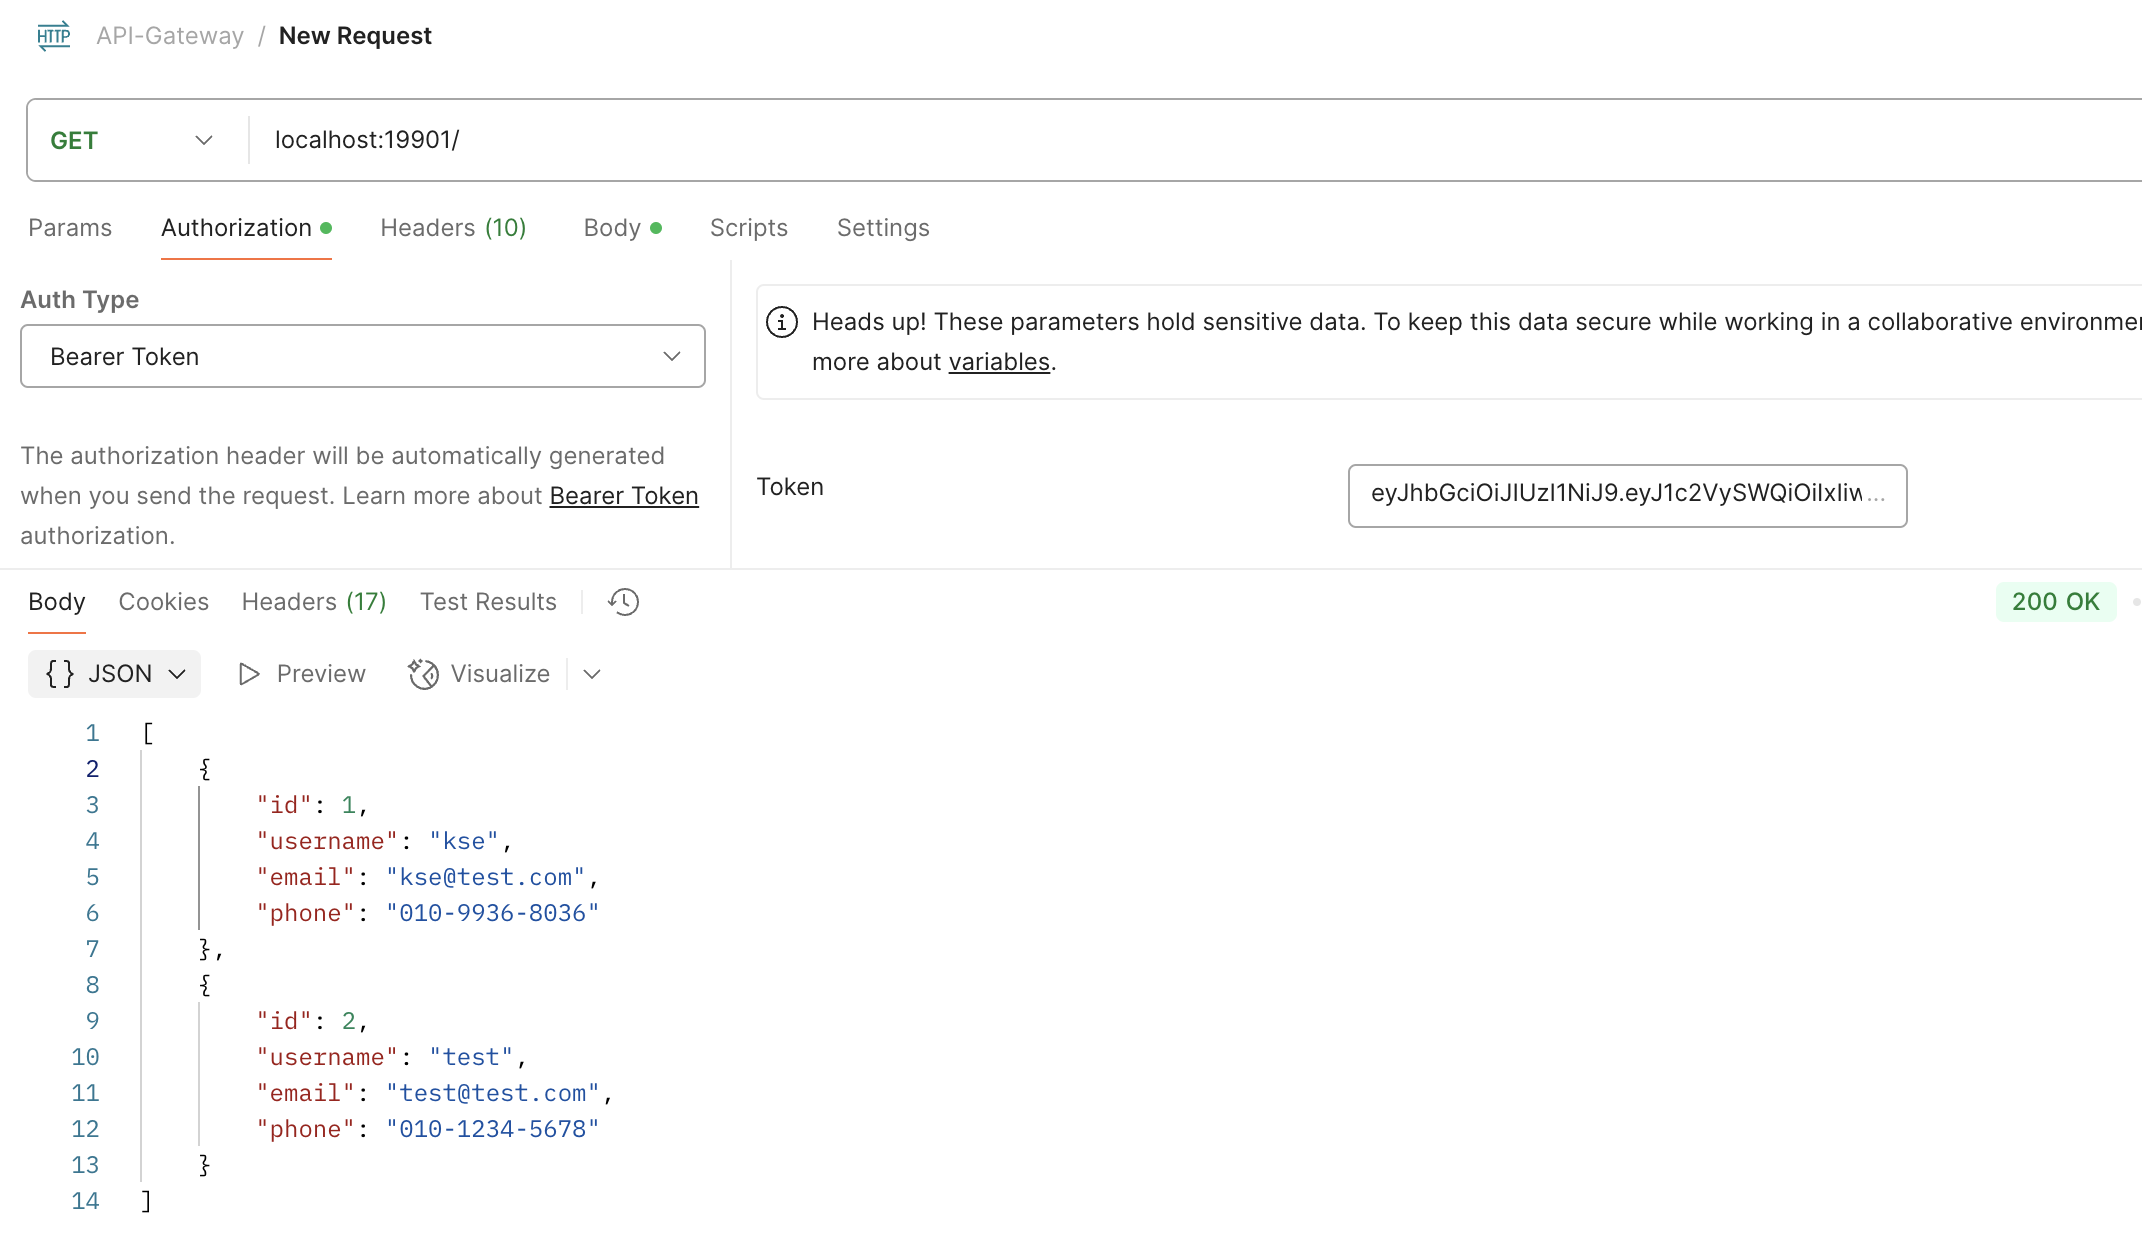 HTTP API-Gateway / New Request
GET localhost:19901/
Params Authorization Headers (10) Body Scripts Settings
Auth Type
Bearer Token
Heads up! These parameters hold sensitive data. To keep this data secure while working in a collaborative environmen
more about variables.
The authorization header will be automatically generated
when you send the request. Learn more about Bearer Token
authorization.
Token eyJhbGciOiJIUzI1NiJ9.eyJ1c2VySWQiOiIxIiw...
Body Cookies Headers (17) Test Results 200 OK
{} JSON Preview Visualize
1 [
2 {
3 "id": 1,
4 "username": "kse",
5 "email": "kse@test.com",
6 "phone": "010-9936-8036"
7 },
8 {
9 "id": 2,
10 "username": "test",
11 "email": "test@test.com",
12 "phone": "010-1234-5678"
13 }
14 ]